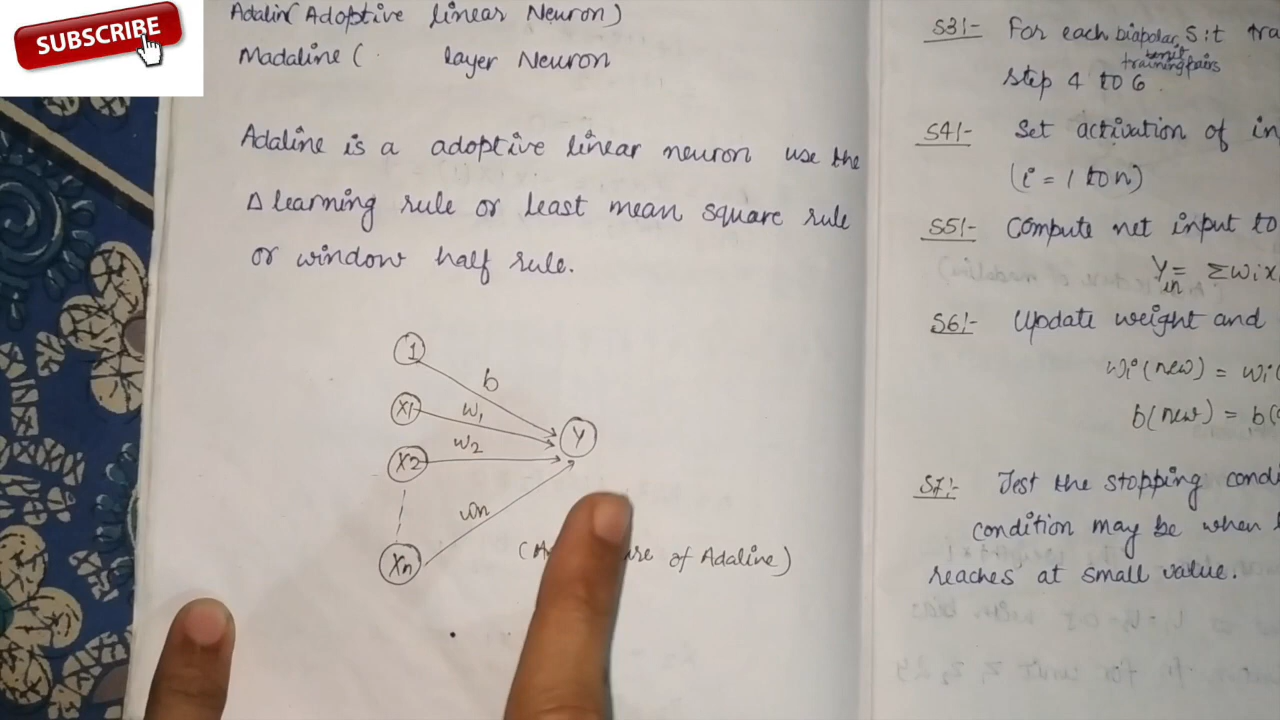 SUBSCRIBE
Adalin(Adoptive linear Neuron)
Madaline( layer Neuron
Adaline is a adoptive linear neuron use the
Δ learning rule or least mean square rule
or window half rule.
1
b
X1
w1
w2
Y
X2
wn
Xn
of Adaline)
S3:- For each biapolar S:t
training pairs
step 4 to 6
S4:- Set activation of
(i = 1 to n)
S5:- Compute net input to
Yin = Σwixi
S6:- Update weight and
wi(new) = wi(
b(new) = b(
S7:- Test the stopping
condition may be when
reaches at small value.